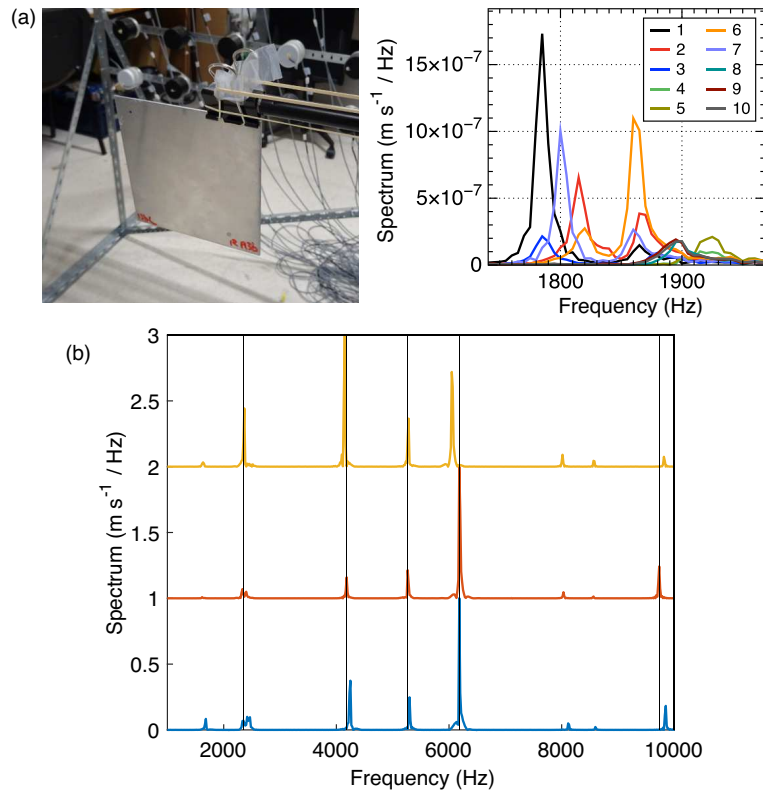 (a)
1 6
2 7
3 8
4 9
5 10
15×10⁻⁷
10×10⁻⁷
5×10⁻⁷
0
Spectrum (m s⁻¹ / Hz)
1800 1900
Frequency (Hz)
(b)
3
2.5
2
1.5
1
0.5
0
Spectrum (m s⁻¹ / Hz)
2000 4000 6000 8000 10000
Frequency (Hz)